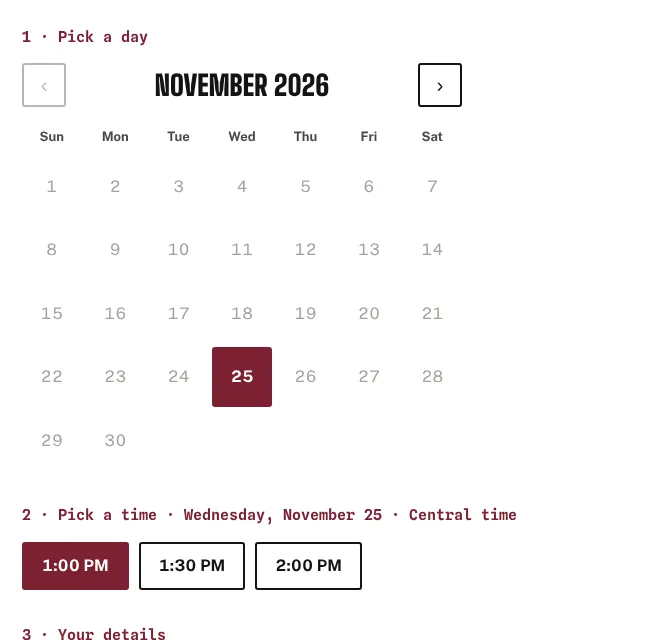 1 · Pick a day
‹ NOVEMBER 2026 ›
Sun Mon Tue Wed Thu Fri Sat
1 2 3 4 5 6 7
8 9 10 11 12 13 14
15 16 17 18 19 20 21
22 23 24 25 26 27 28
29 30
2 · Pick a time · Wednesday, November 25 · Central time
1:00 PM 1:30 PM 2:00 PM
3 · Your details